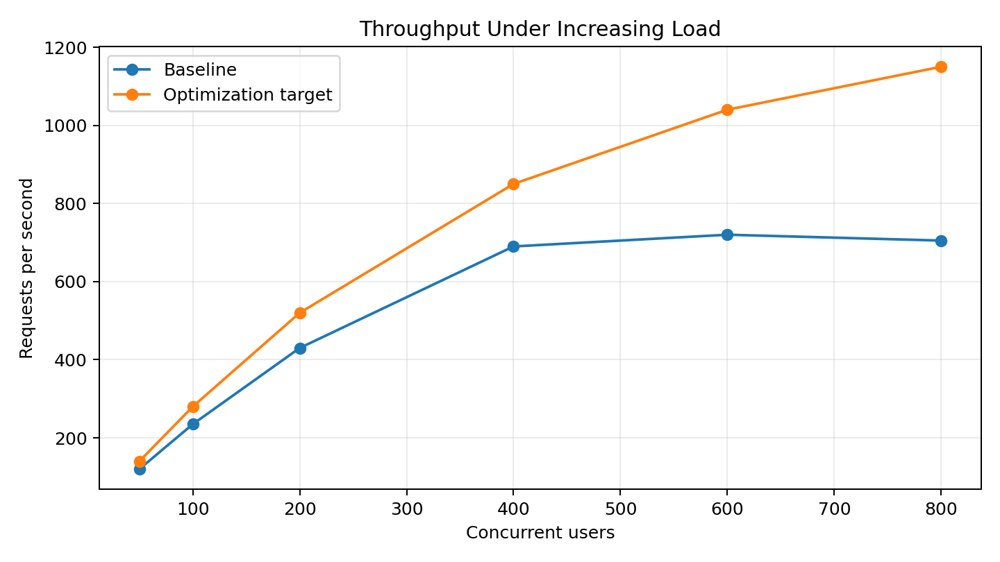 Throughput Under Increasing Load
1200
1000
800
600
400
200
Requests per second
Baseline
Optimization target
100 200 300 400 500 600 700 800
Concurrent users